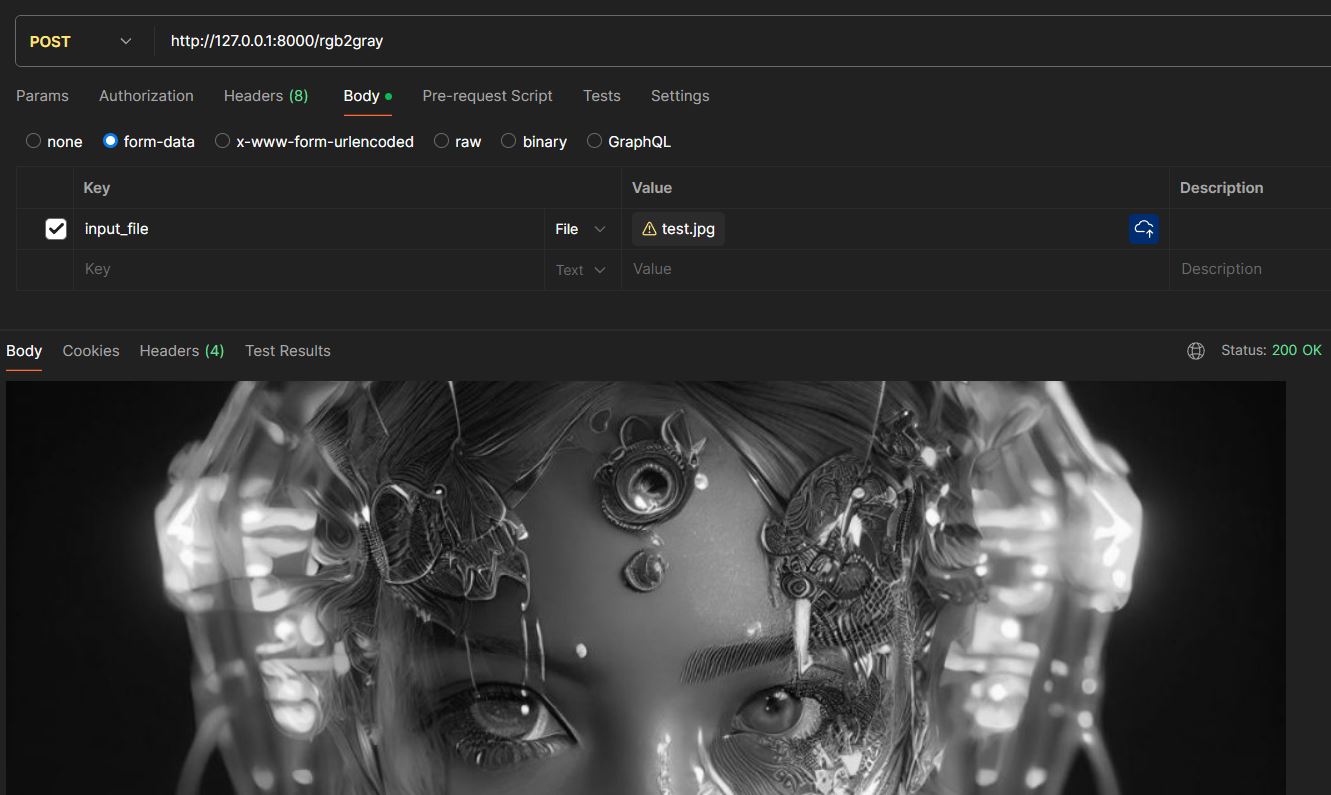 POST http://127.0.0.1:8000/rgb2gray
Params Authorization Headers (8) Body Pre-request Script Tests Settings
none form-data x-www-form-urlencoded raw binary GraphQL
Key Value Description
input_file File test.jpg
Key Text Value Description
Body Cookies Headers (4) Test Results Status: 200 OK